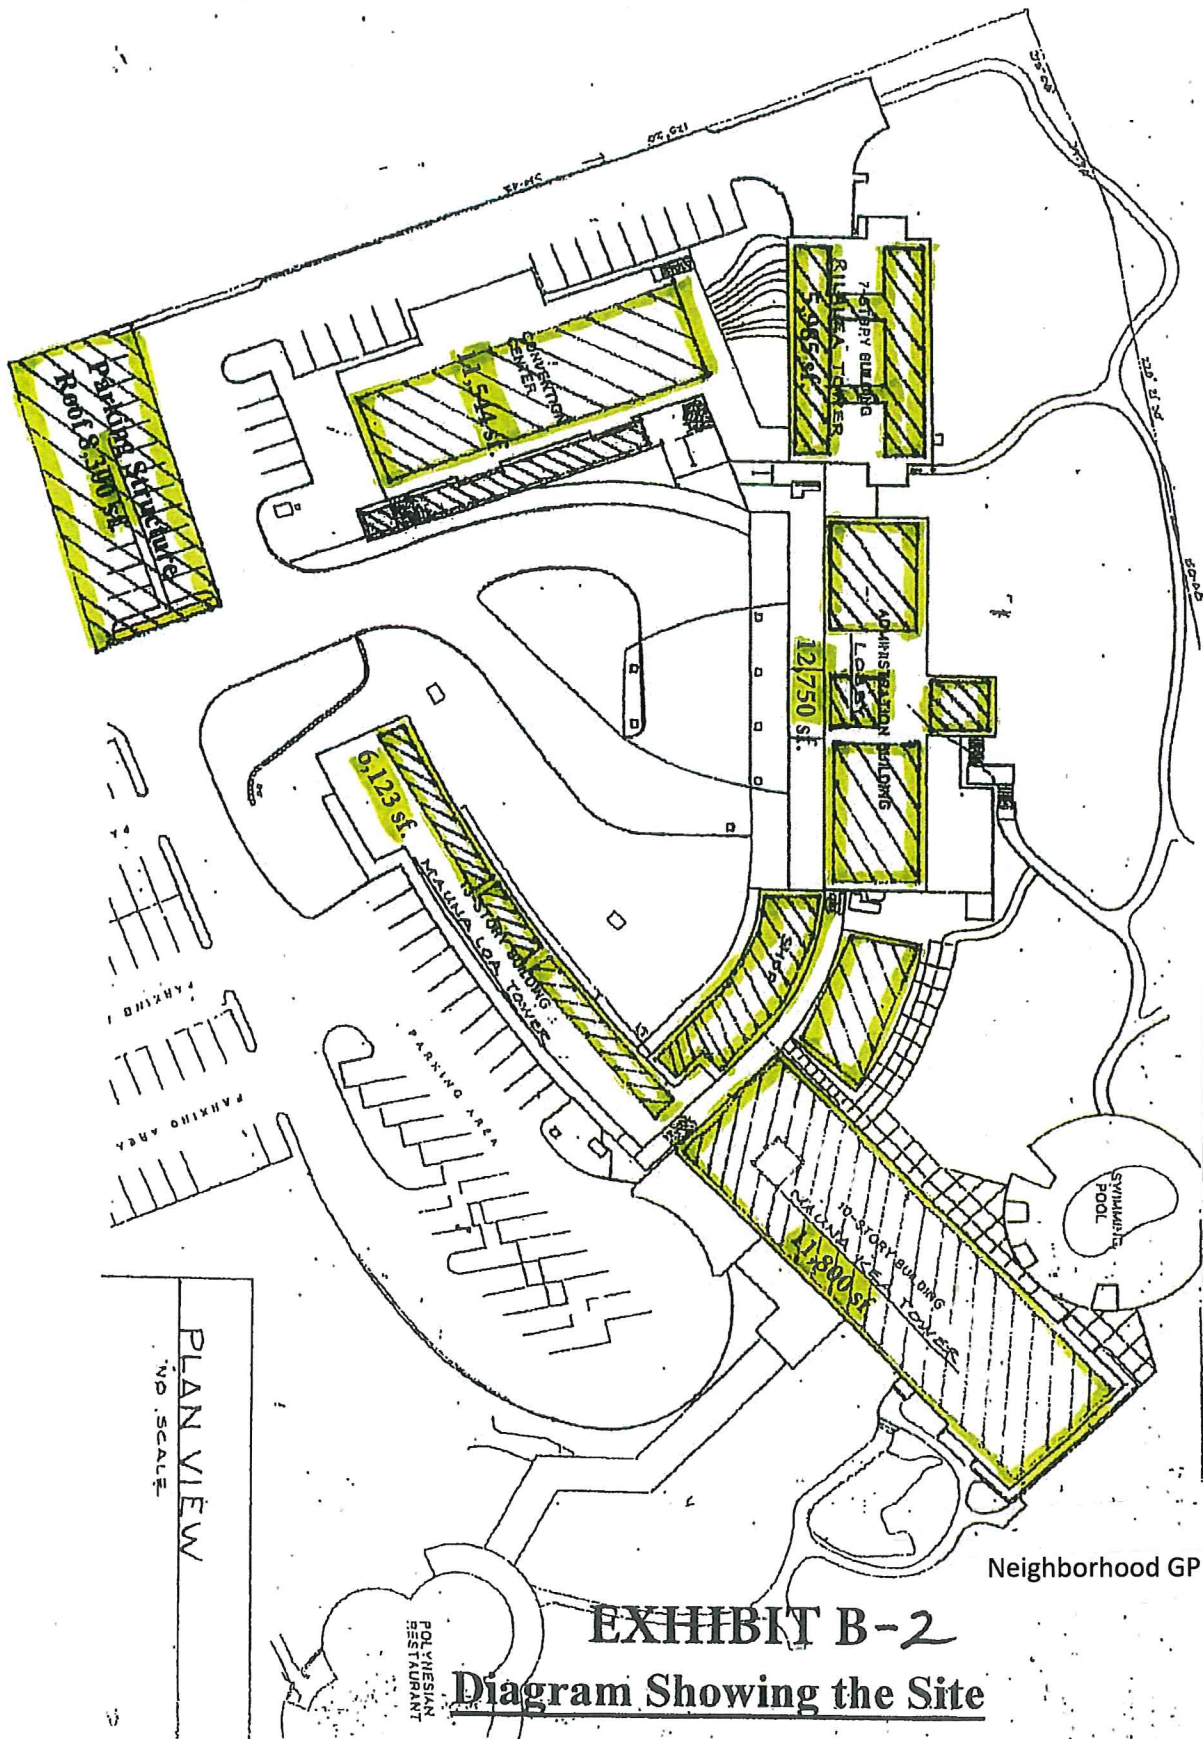 7-STORY BUILDING
KILAUEA TOWER
5,965 sf.
CONVENTION
CENTER
11,544 sf.
Parking Structure
Roof 8,390 sf
ADMINISTRATION BUILDING
LOBBY
12,750 sf.
6,123 sf.
STORY BUILDING
MAUNA LOA TOWER
SHOP
PARKING AREA
PARKING
PARKING AREA
SWIMMING
POOL
10-STORY BUILDING
MAUNA KEA TOWER
11,800 sf
PLAN VIEW
NO SCALE
POLYNESIAN
RESTAURANT
Neighborhood GP
EXHIBIT B-2
Diagram Showing the Site